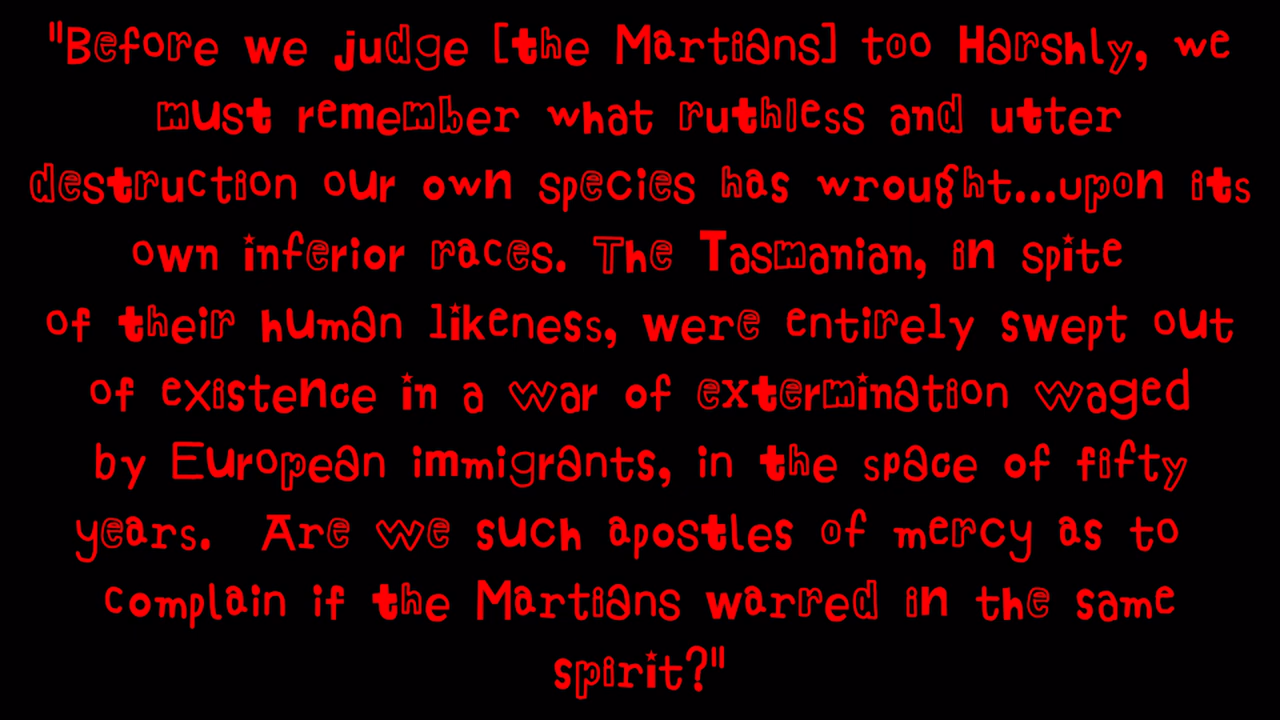 "Before we judge [the Martians] too Harshly, we
must remember what ruthless and utter
destruction our own species has wrought...upon its
own inferior races. The Tasmanian, in spite
of their human likeness, were entirely swept out
of existence in a war of extermination waged
by European immigrants, in the space of fifty
years.  Are we such apostles of mercy as to
complain if the Martians warred in the same
spirit?"